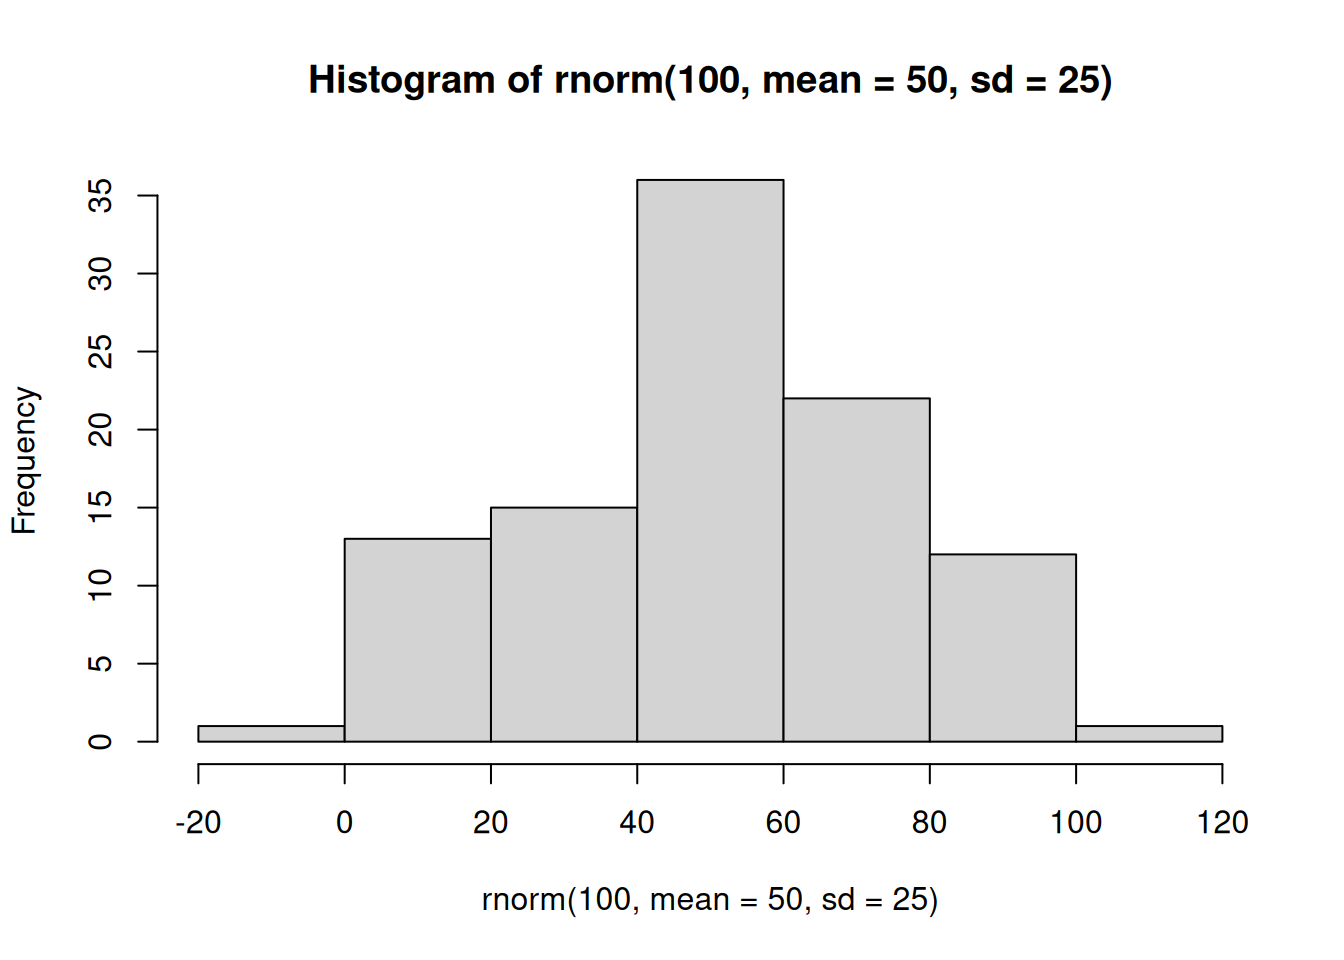 Histogram of rnorm(100, mean = 50, sd = 25)
Frequency
35
30
25
20
15
10
5
0
-20 0 20 40 60 80 100 120
rnorm(100, mean = 50, sd = 25)